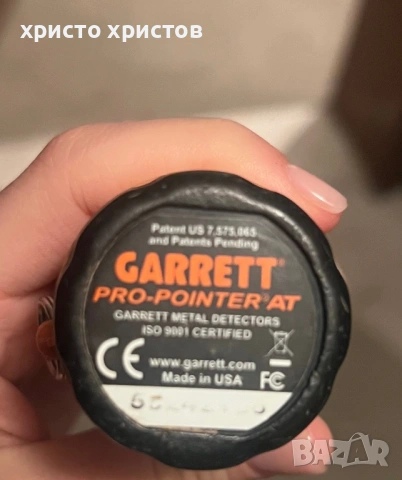 христо христов
Patent US 7,575,065
and Patents Pending
GARRETT®
PRO-POINTER AT
GARRETT METAL DETECTORS
ISO 9001 CERTIFIED
CE www.garrett.com
Made in USA FC
BAZAR